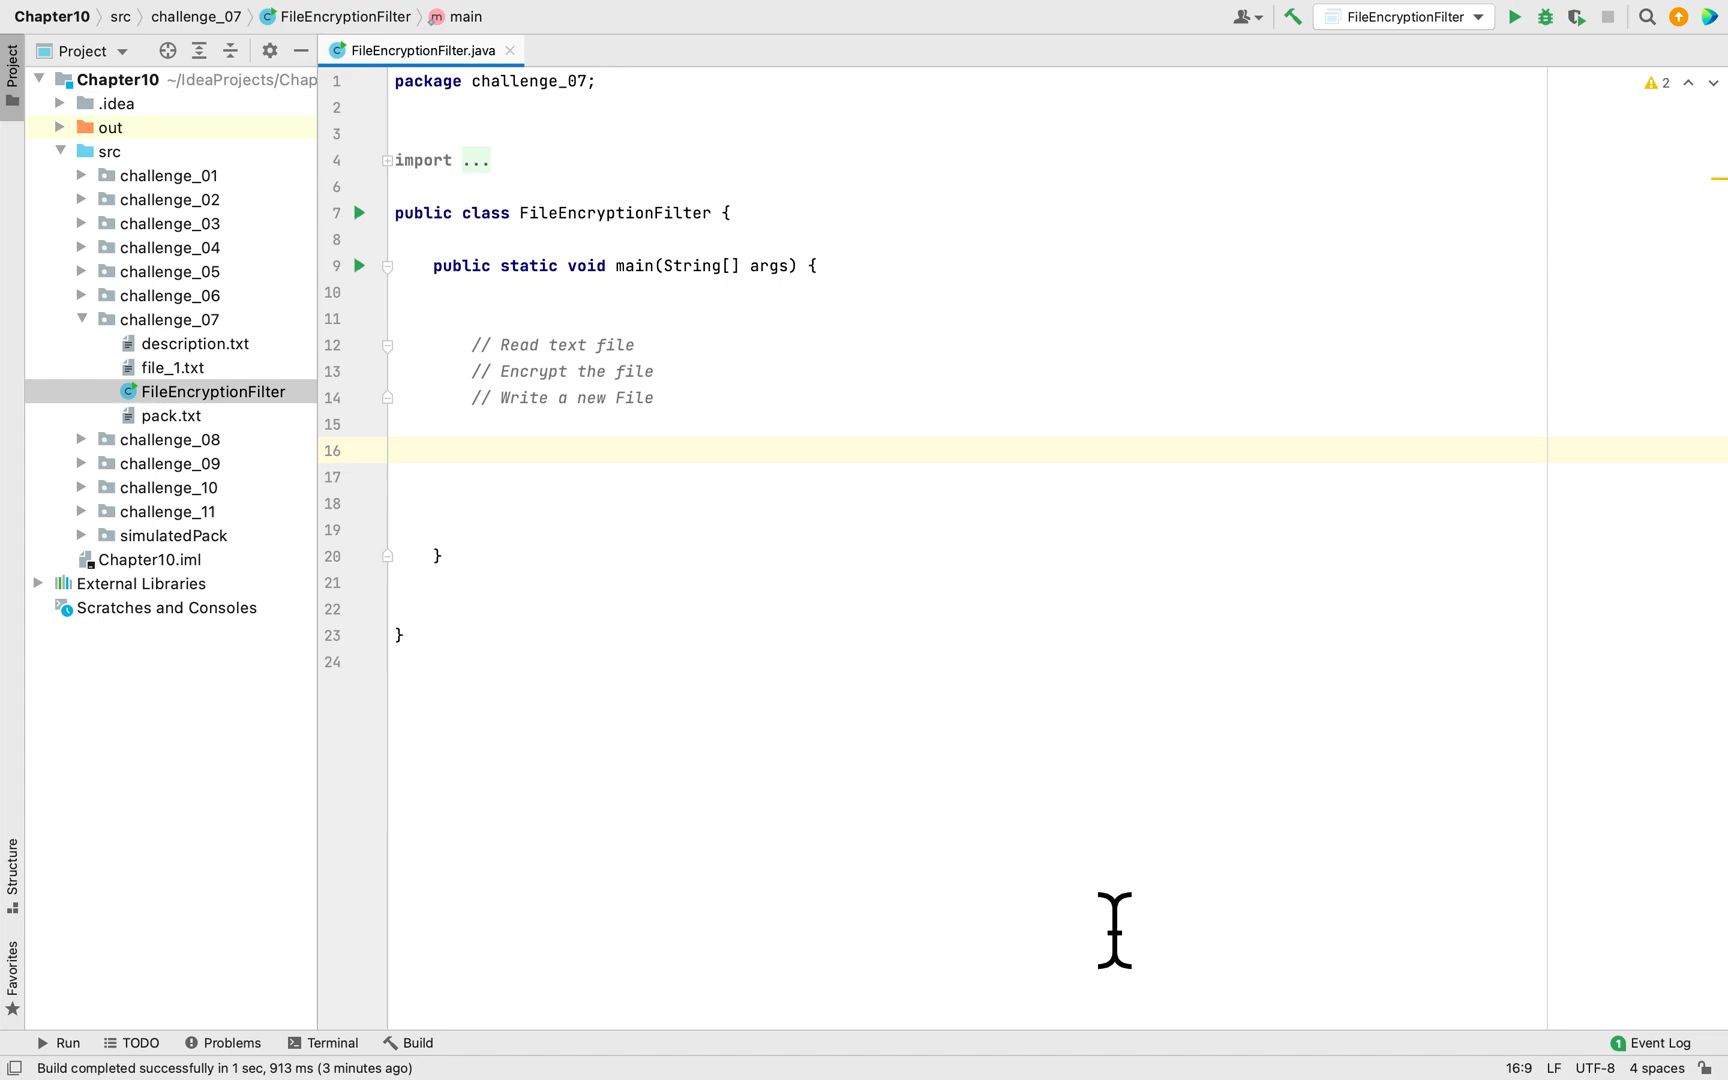 Chapter10 src challenge_07 FileEncryptionFilter main
FileEncryptionFilter
Project
FileEncryptionFilter.java
Project
Chapter10 ~/IdeaProjects/Chap
.idea
out
src
challenge_01
challenge_02
challenge_03
challenge_04
challenge_05
challenge_06
challenge_07
description.txt
file_1.txt
FileEncryptionFilter
pack.txt
challenge_08
challenge_09
challenge_10
challenge_11
simulatedPack
Chapter10.iml
External Libraries
Scratches and Consoles
Structure
Favorites
1 package challenge_07;
2
3
4 import ...
6
7 public class FileEncryptionFilter {
8
9 public static void main(String[] args) {
10
11
12 // Read text file
13 // Encrypt the file
14 // Write a new File
15
16
17
18
19
20 }
21
22
23 }
24
2
Run TODO Problems Terminal Build
1 Event Log
Build completed successfully in 1 sec, 913 ms (3 minutes ago)
16:9 LF UTF-8 4 spaces